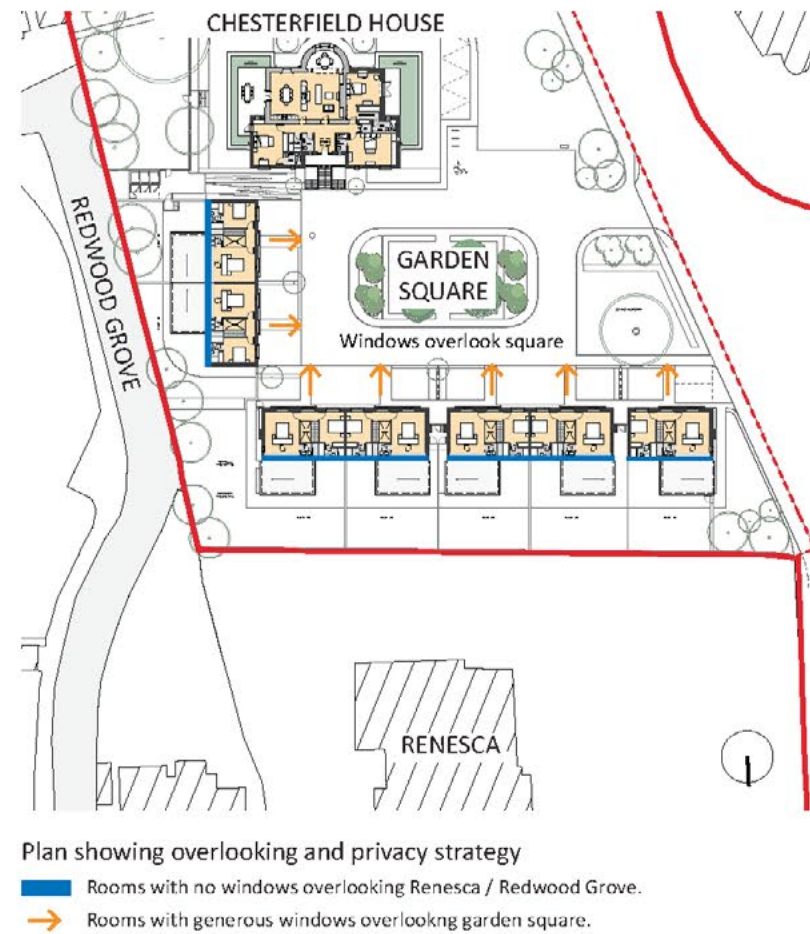 CHESTERFIELD HOUSE
REDWOOD GROVE
GARDEN
SQUARE
Windows overlook square
RENESCA
Plan showing overlooking and privacy strategy
Rooms with no windows overlooking Renesca / Redwood Grove.
Rooms with generous windows overlookng garden square.